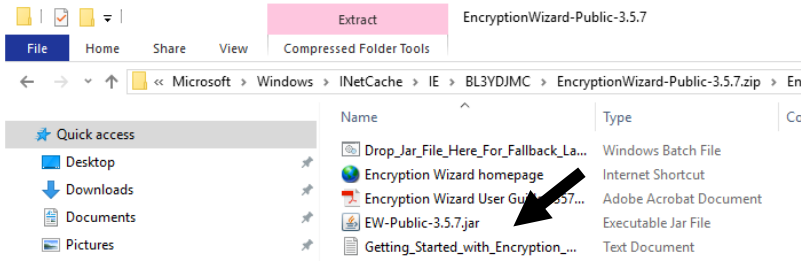 Extract
EncryptionWizard-Public-3.5.7
File Home Share View Compressed Folder Tools
« Microsoft > Windows > INetCache > IE > BL3YDJMC > EncryptionWizard-Public-3.5.7.zip > En
Name Type Co
Quick access
Drop_Jar_File_Here_For_Fallback_La... Windows Batch File
Desktop
Encryption Wizard homepage Internet Shortcut
Downloads
Encryption Wizard User 357... Adobe Acrobat Document
Documents
EW-Public-3.5.7.jar Executable Jar File
Pictures
Getting_Started_with_Encryption_... Text Document